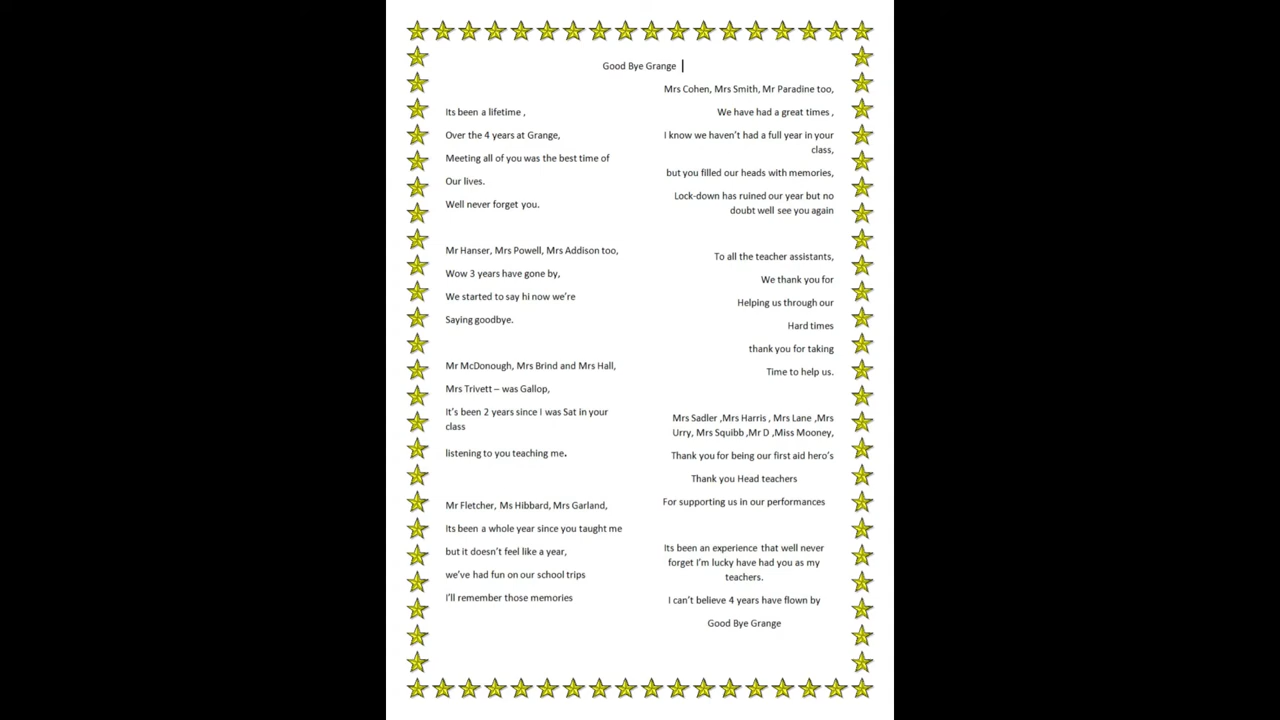 Good Bye Grange
Its been a lifetime ,
Over the 4 years at Grange,
Meeting all of you was the best time of
Our lives.
Well never forget you.
Mr Hanser, Mrs Powell, Mrs Addison too,
Wow 3 years have gone by,
We started to say hi now we're
Saying goodbye.
Mr McDonough, Mrs Brind and Mrs Hall,
Mrs Trivett – was Gallop,
It's been 2 years since I was Sat in your
class
listening to you teaching me.
Mr Fletcher, Ms Hibbard, Mrs Garland,
Its been a whole year since you taught me
but it doesn't feel like a year,
we've had fun on our school trips
I'll remember those memories
Mrs Cohen, Mrs Smith, Mr Paradine too,
We have had a great times ,
I know we haven't had a full year in your
class,
but you filled our heads with memories,
Lock-down has ruined our year but no
doubt well see you again
To all the teacher assistants,
We thank you for
Helping us through our
Hard times
thank you for taking
Time to help us.
Mrs Sadler ,Mrs Harris , Mrs Lane ,Mrs
Urry, Mrs Squibb ,Mr D ,Miss Mooney,
Thank you for being our first aid hero's
Thank you Head teachers
For supporting us in our performances
Its been an experience that well never
forget I'm lucky have had you as my
teachers.
I can't believe 4 years have flown by
Good Bye Grange